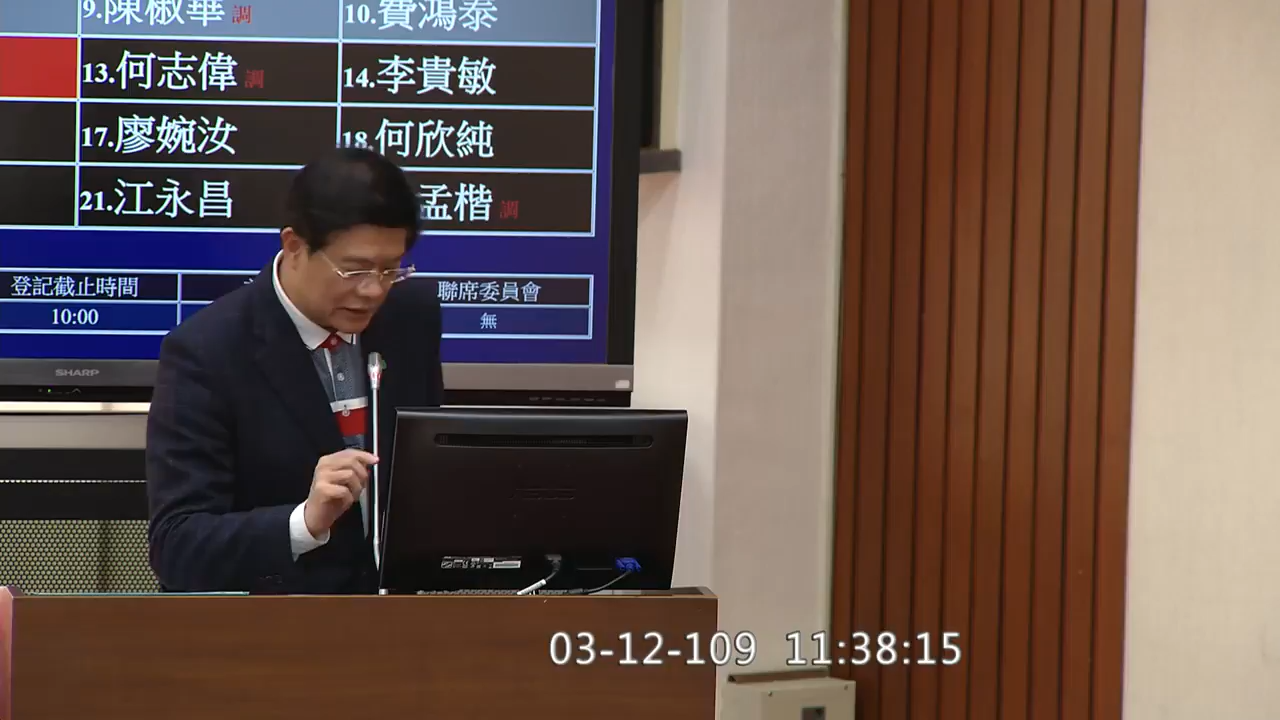 9.陳椒華 調 10.費鴻泰
13.何志偉 調 14.李貴敏
17.廖婉汝 18.何欣純
21.江永昌 孟楷 調
登記截止時間 聯席委員會
10:00 無
SHARP
03-12-109 11:38:15